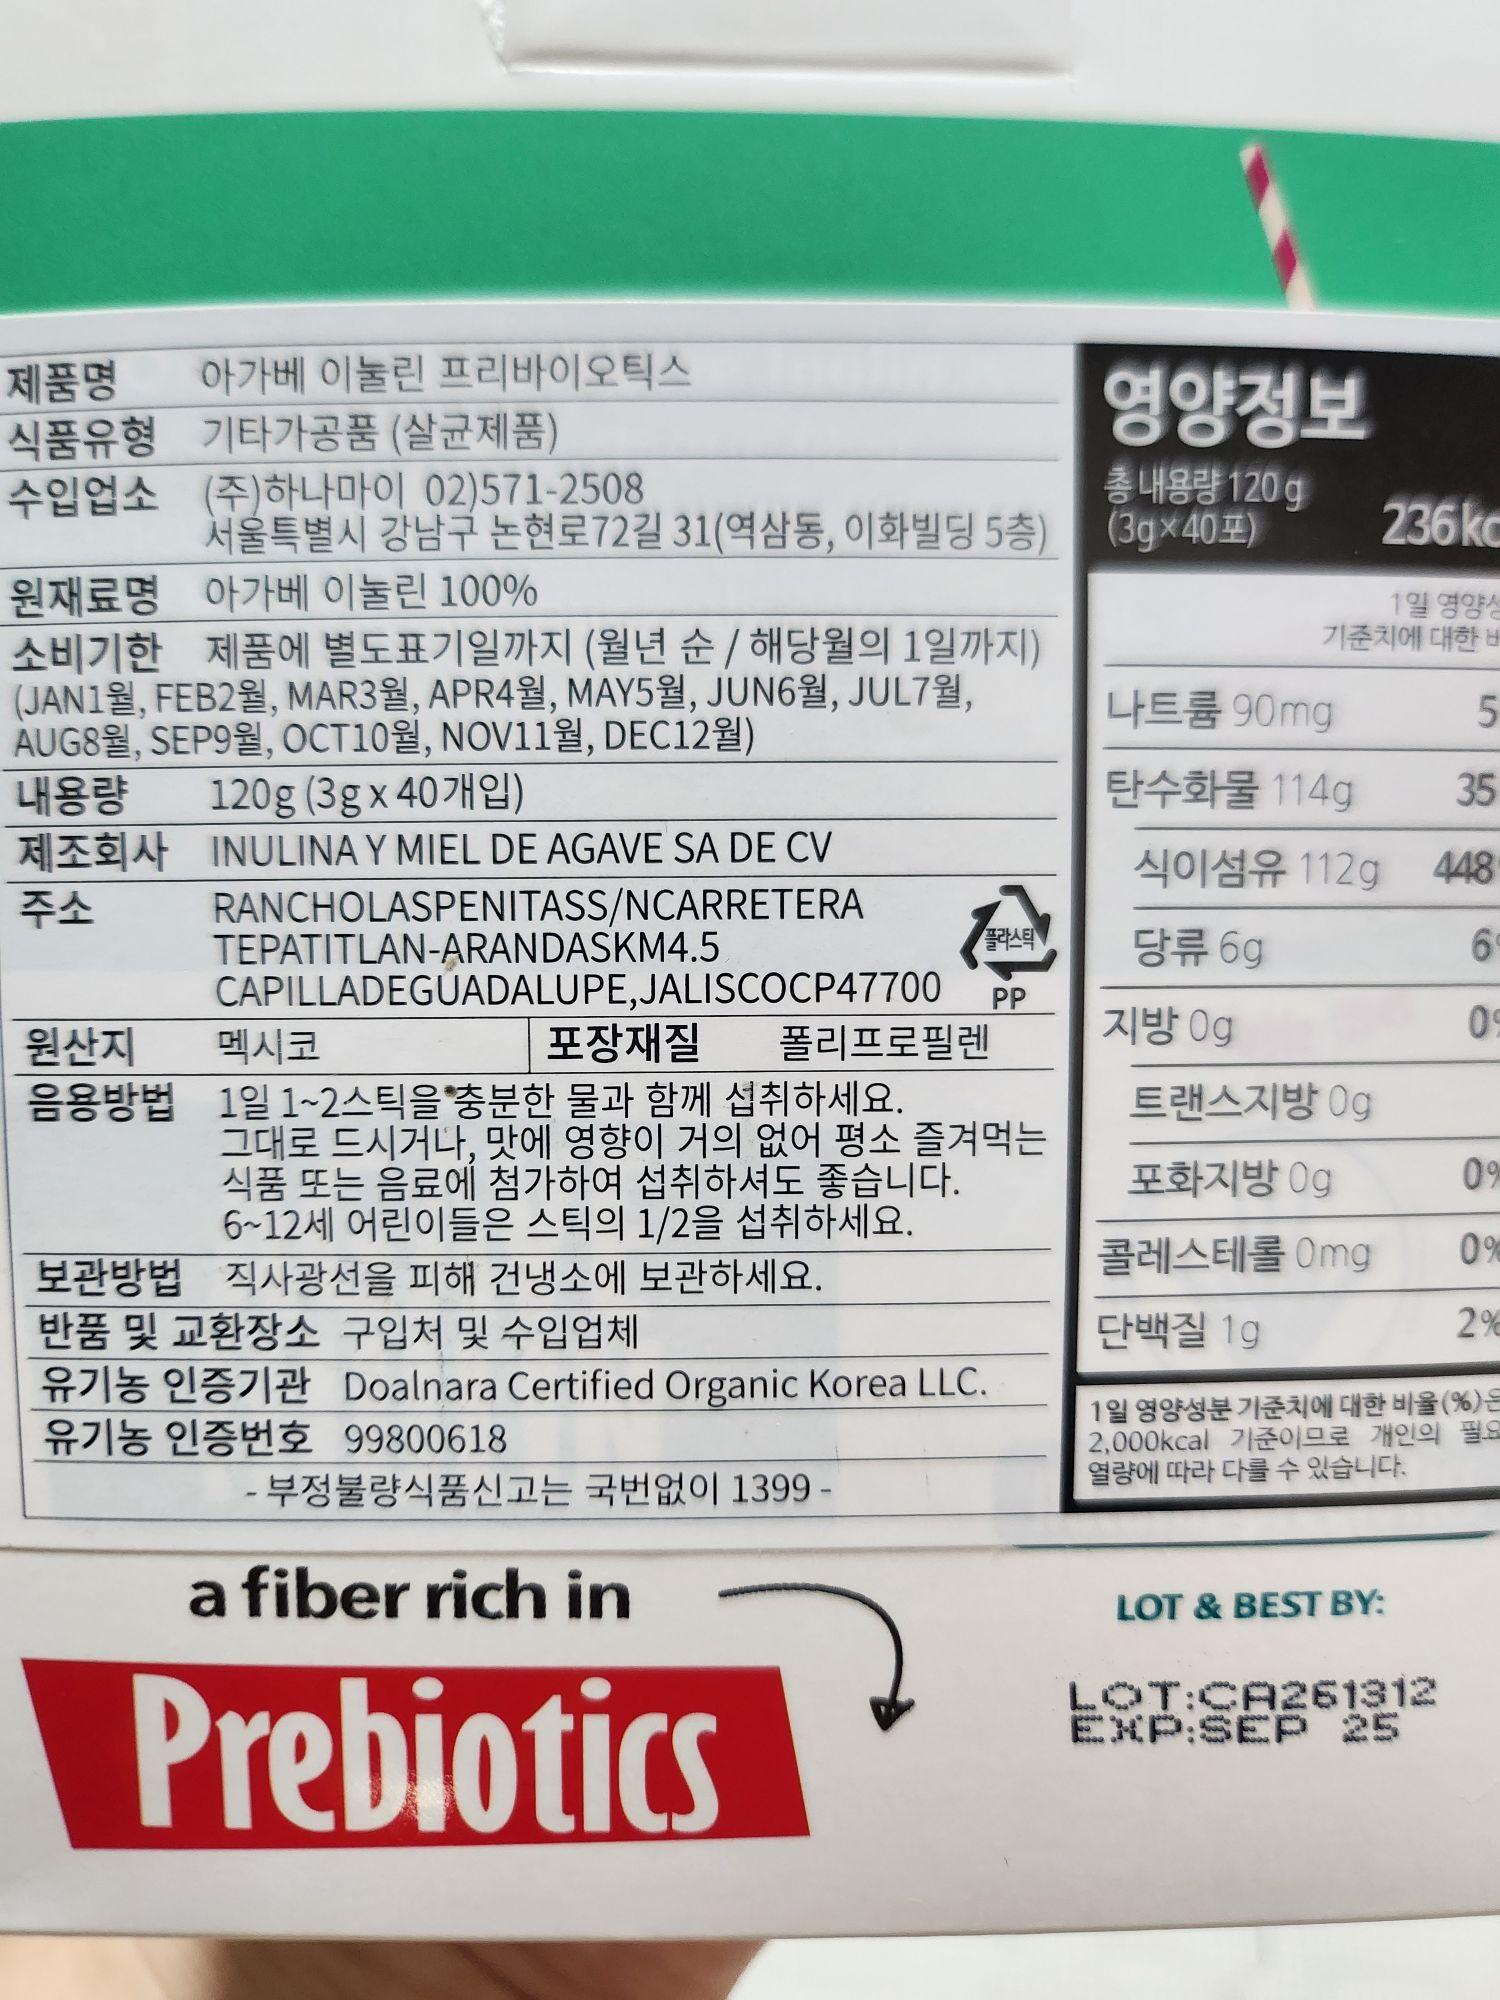 제품명 아가베 이눌린 프리바이오틱스
식품유형 기타가공품 (살균제품)
수입업소 (주)하나마이 02)571-2508
서울특별시 강남구 논현로72길 31(역삼동, 이화빌딩 5층)
원재료명 아가베 이눌린 100%
소비기한 제품에 별도표기일까지 (월년 순 / 해당월의 1일까지)
(JAN1월, FEB2월, MAR3월, APR4월, MAY5월, JUN6월, JUL7월,
AUG8월, SEP9월, OCT10월, NOV11월, DEC12월)
내용량 120g (3g x 40개입)
제조회사 INULINA Y MIEL DE AGAVE SA DE CV
주소 RANCHOLASPENITASS/NCARRETERA
TEPATITLAN-ARANDASKM4.5
CAPILLADEGUADALUPE,JALISCOCP47700
플라스틱
PP
원산지 멕시코 포장재질 폴리프로필렌
음용방법 1일 1~2스틱을 충분한 물과 함께 섭취하세요.
그대로 드시거나, 맛에 영향이 거의 없어 평소 즐겨먹는
식품 또는 음료에 첨가하여 섭취하셔도 좋습니다.
6~12세 어린이들은 스틱의 1/2을 섭취하세요.
보관방법 직사광선을 피해 건냉소에 보관하세요.
반품 및 교환장소 구입처 및 수입업체
유기농 인증기관 Doalnara Certified Organic Korea LLC.
유기농 인증번호 99800618
- 부정불량식품신고는 국번없이 1399 -
영양정보
총 내용량 120 g
(3g×40포) 236 kc
1일 영양성
기준치에 대한
나트륨 90mg 5
탄수화물 114g 35
식이섬유 112g 448
당류 6g 6
지방 0g 0%
트랜스지방 0g
포화지방 0g 0%
콜레스테롤 0mg 0%
단백질 1g 2%
1일 영양성분 기준치에 대한 비율(%)은
2,000kcal 기준이므로 개인의 필요
열량에 따라 다를 수 있습니다.
a fiber rich in
Prebiotics
LOT & BEST BY:
LOT:CA261312
EXP:SEP 25